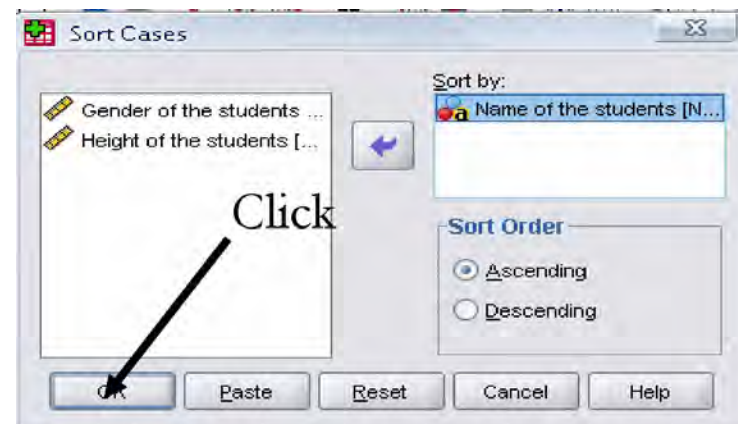 Sort Cases
Sort by:
Gender of the students ...
Name of the students [N...
Height of the students [...
Click
Sort Order
Ascending
Descending
OK Paste Reset Cancel Help